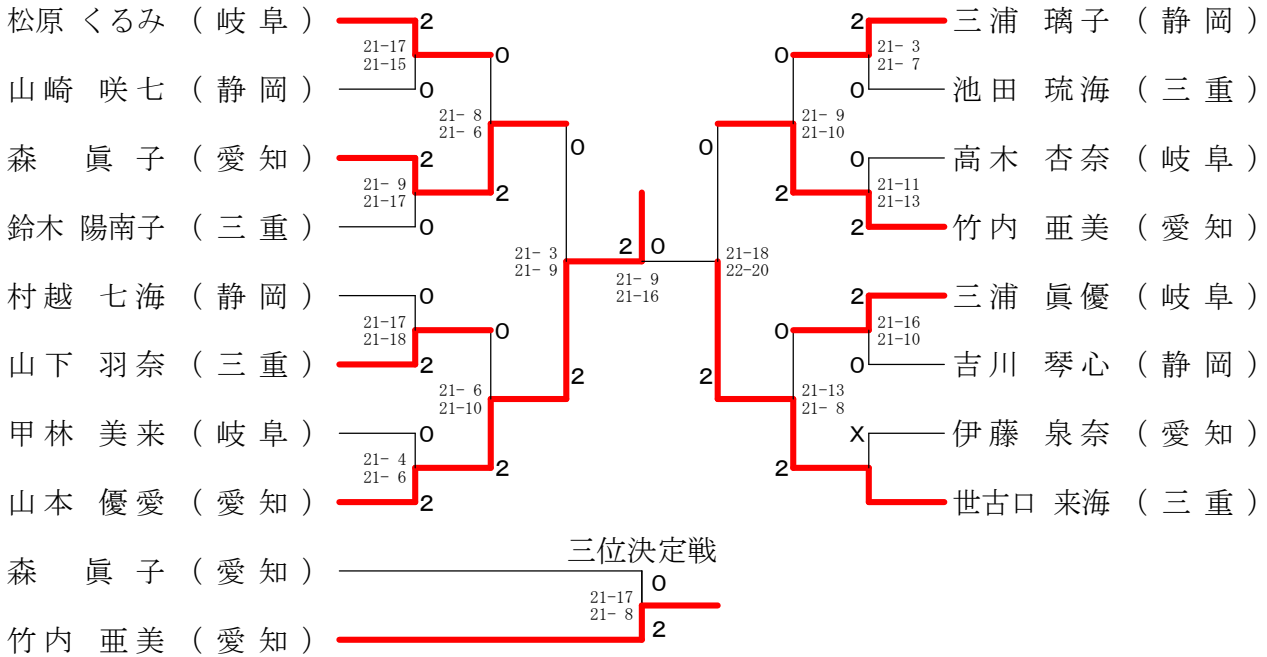 松原 くるみ ( 岐 阜 ) 2 2 三浦 璃子 ( 静 岡 )
21-17 0 0 21- 3
21-15 21- 7
山崎 咲七 ( 静 岡 ) 0 0 池田 琉海 ( 三 重 )
21- 8 21- 9
21- 6 0 0 21-10
森 眞子 ( 愛 知 ) 2 0 高木 杏奈 ( 岐 阜 )
21- 9 2 2 21-11
21-17 21-13
鈴木 陽南子 ( 三 重 ) 0 2 竹内 亜美 ( 愛 知 )
21- 3 2 0 21-18
21- 9 21- 9 22-20
21-16
村越 七海 ( 静 岡 ) 0 2 三浦 眞優 ( 岐 阜 )
21-17 0 0 21-16
21-18 21-10
山下 羽奈 ( 三 重 ) 2 0 吉川 琴心 ( 静 岡 )
21- 6 2 2 21-13
21-10 21- 8
甲林 美来 ( 岐 阜 ) 0 X 伊藤 泉奈 ( 愛 知 )
21- 4 2 2
21- 6
山本 優愛 ( 愛 知 ) 2 世古口 来海 ( 三 重 )
三位決定戦
森 眞子 ( 愛 知 ) 0
21-17
21- 8 2
竹内 亜美 ( 愛 知 )